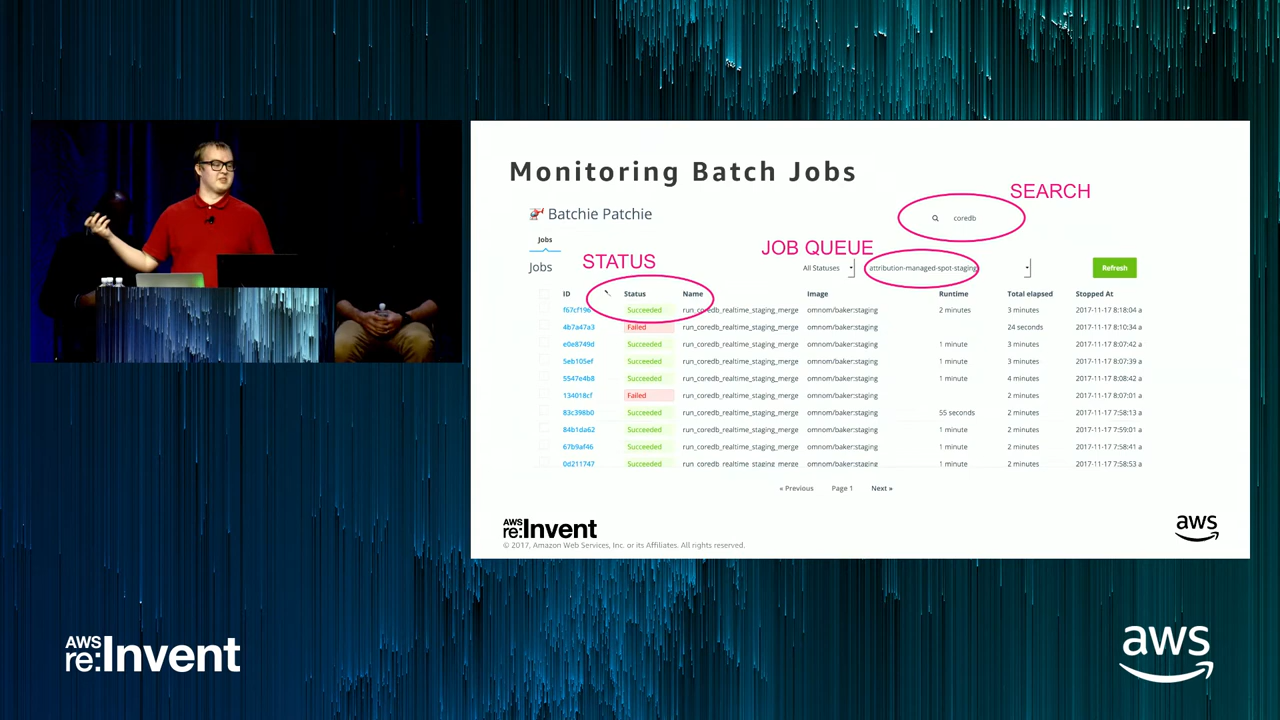 Monitoring Batch Jobs
SEARCH
Batchie Patchie
coredb
Jobs
JOB QUEUE
STATUS
Jobs
All Statuses
attribution-managed-spot-staging
Refresh
ID Status Name Image Runtime Total elapsed Stopped At
f67cf196 Succeeded run_coredb_realtime_staging_merge omnom/baker:staging 2 minutes 3 minutes 2017-11-17 8:18:04 a
4b7a47a3 Failed run_coredb_realtime_staging_merge omnom/baker:staging 24 seconds 2017-11-17 8:10:34 a
e0e8749d Succeeded run_coredb_realtime_staging_merge omnom/baker:staging 1 minute 3 minutes 2017-11-17 8:07:42 a
5eb105ef Succeeded run_coredb_realtime_staging_merge omnom/baker:staging 1 minute 3 minutes 2017-11-17 8:07:39 a
5547e4b8 Succeeded run_coredb_realtime_staging_merge omnom/baker:staging 1 minute 4 minutes 2017-11-17 8:08:42 a
134018cf Failed run_coredb_realtime_staging_merge omnom/baker:staging 2 minutes 2017-11-17 8:07:01 a
83c398b0 Succeeded run_coredb_realtime_staging_merge omnom/baker:staging 55 seconds 2 minutes 2017-11-17 7:58:13 a
84b1da62 Succeeded run_coredb_realtime_staging_merge omnom/baker:staging 1 minute 2 minutes 2017-11-17 7:59:01 a
67b9af46 Succeeded run_coredb_realtime_staging_merge omnom/baker:staging 1 minute 2 minutes 2017-11-17 7:58:41 a
0d211747 Succeeded run_coredb_realtime_staging_merge omnom/baker:staging 1 minute 2 minutes 2017-11-17 7:58:53 a
« Previous Page 1 Next »
AWS
re:Invent
aws
© 2017, Amazon Web Services, Inc. or its Affiliates. All rights reserved.
AWS
re:Invent
aws